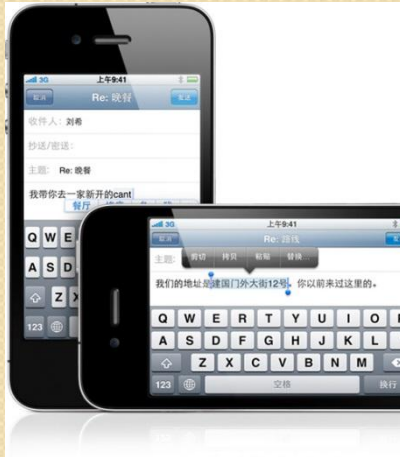 3G 上午9:41
取消 Re: 晚餐 发送
收件人: 刘希
抄送/密送:
主题: Re: 晚餐
我带你去一家新开的cant
餐厅
Q W E
A S D
Z X
123
3G 上午9:41
取消 Re: 路线
主题:
剪切 拷贝 粘贴 替换...
我们的地址是建国门外大街12号。你以前来过这里的。
Q W E R T Y U I O P
A S D F G H J K L
Z X C V B N M
123 空格 换行